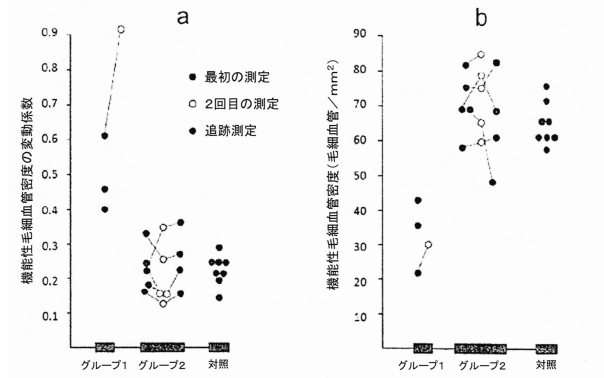 a
機能性毛細血管密度の変動係数
0.9
0.8
0.7
0.6
0.5
0.4
0.3
0.2
0.1
最初の測定
2回目の測定
追跡測定
グループ1
グループ2
対照
b
機能性毛細血管密度(毛細血管/mm²)
90
80
70
60
50
40
30
20
10
グループ1
グループ2
対照